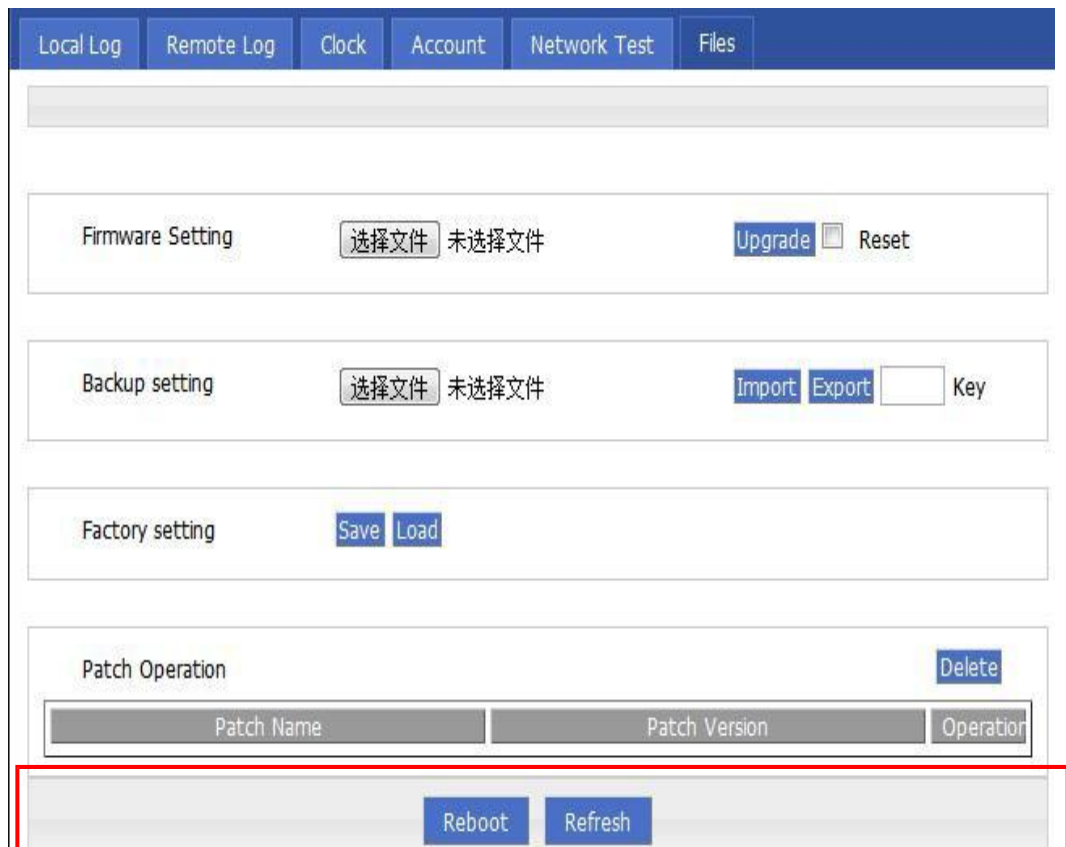 Local Log Remote Log Clock Account Network Test Files
Firmware Setting 选择文件 未选择文件 Upgrade Reset
Backup setting 选择文件 未选择文件 Import Export Key
Factory setting Save Load
Patch Operation Delete
Patch Name Patch Version Operation
Reboot Refresh